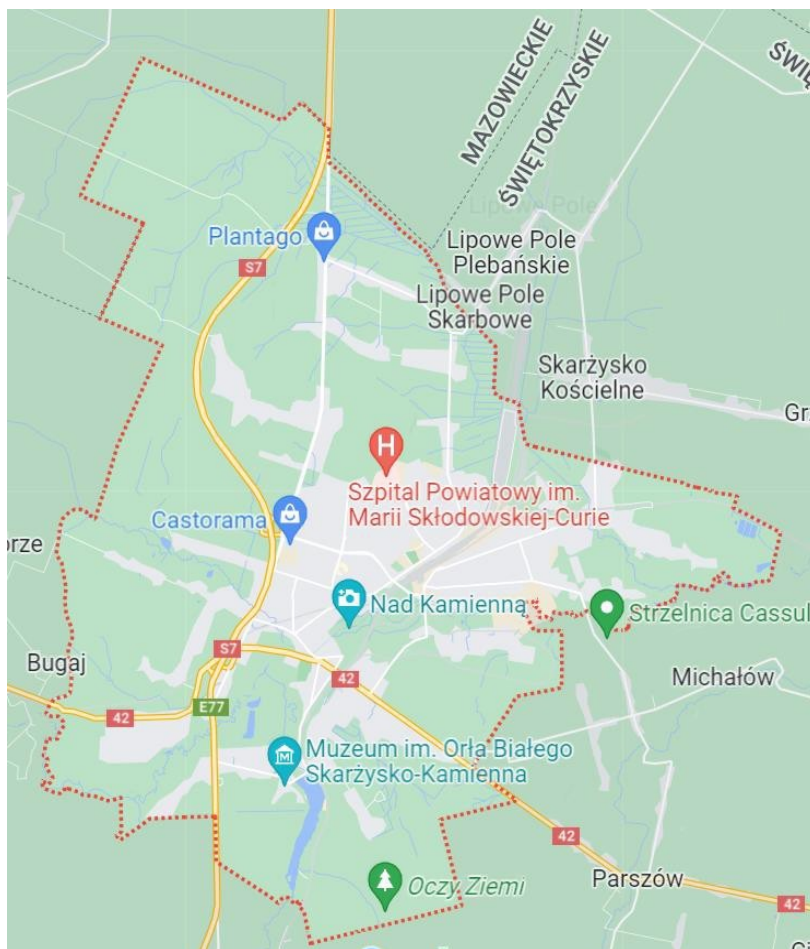 MAZOWIECKIE
ŚWIĘTOKRZYSKIE
Plantago
Lipowe Pole
Lipowe Pole
Plebańskie
S7
Lipowe Pole
Skarbowe
Skarżysko
Kościelne
Szpital Powiatowy im.
Marii Skłodowskiej-Curie
H
Castorama
Nad Kamienną
Strzelnica Cassul
Bugaj
S7
42
Michałów
E77
42
Muzeum im. Orła Białego
Skarżysko-Kamienna
M
42
Oczy Ziemi
Parszów
42